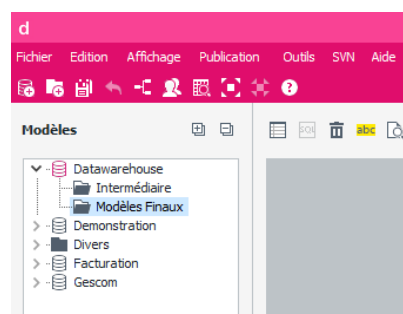 d
Fichier Edition Affichage Publication Outils SVN Aide
Modèles
SQL
abc
Datawarehouse
Intermédiaire
Modèles Finaux
Demonstration
Divers
Facturation
Gescom